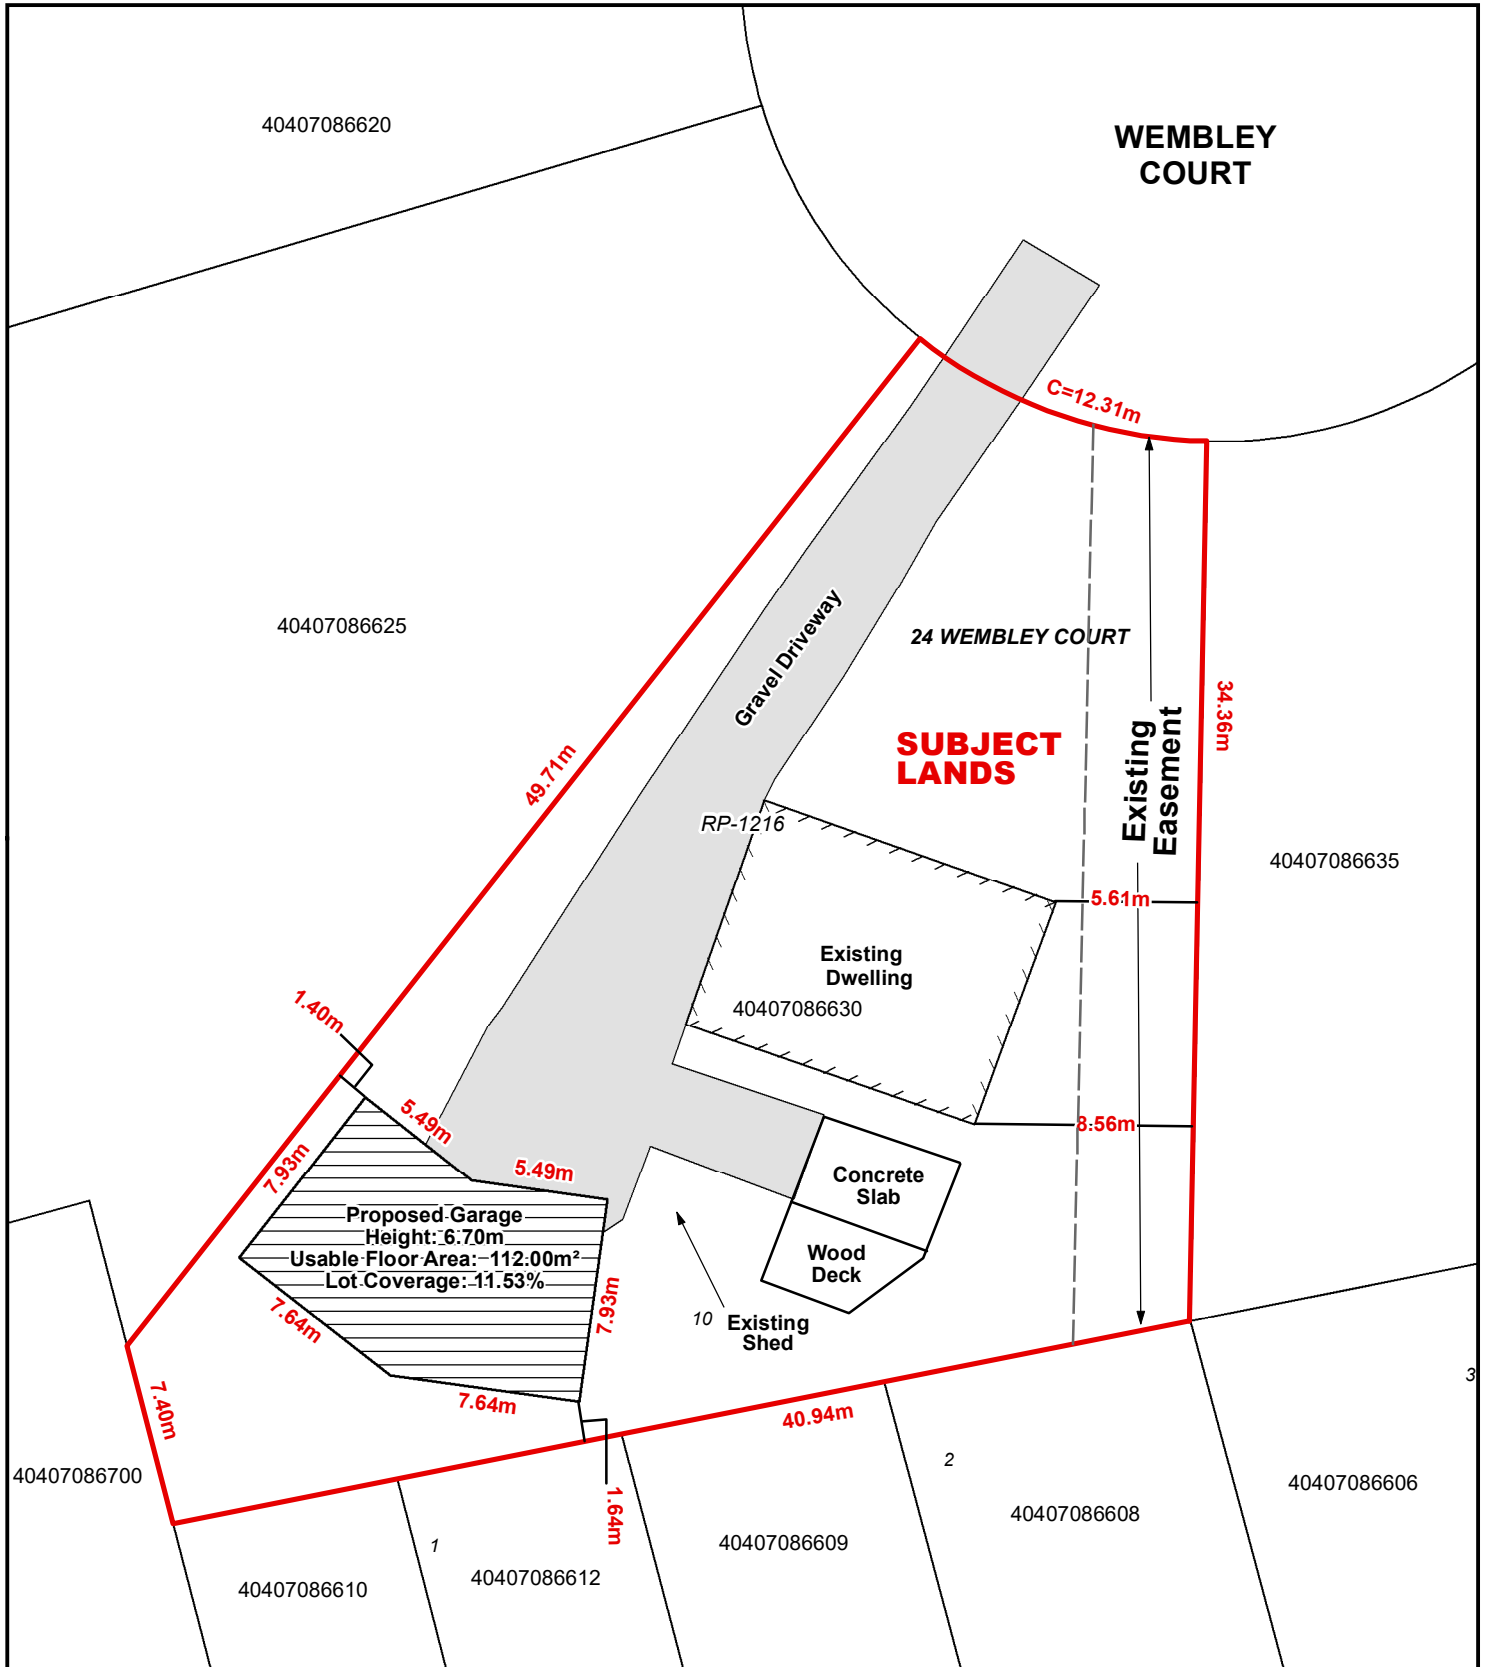 40407086620
WEMBLEY
COURT
C=12.31m
40407086625
Gravel Driveway
24 WEMBLEY COURT
34.36m
SUBJECT
LANDS
Existing
Easement
49.71m
RP-1216
40407086635
5.61m
Existing
Dwelling
40407086630
1.40m
5.49m
8.56m
5.49m
7.93m
Concrete
Slab
Proposed Garage
Height: 6.70m
Usable Floor Area: 112.00m²
Lot Coverage: 11.53%
Wood
Deck
7.64m
7.93m
10
Existing
Shed
7.40m
7.64m
40.94m
3
2
40407086700
40407086606
1.64m
40407086608
1
40407086609
40407086612
40407086610